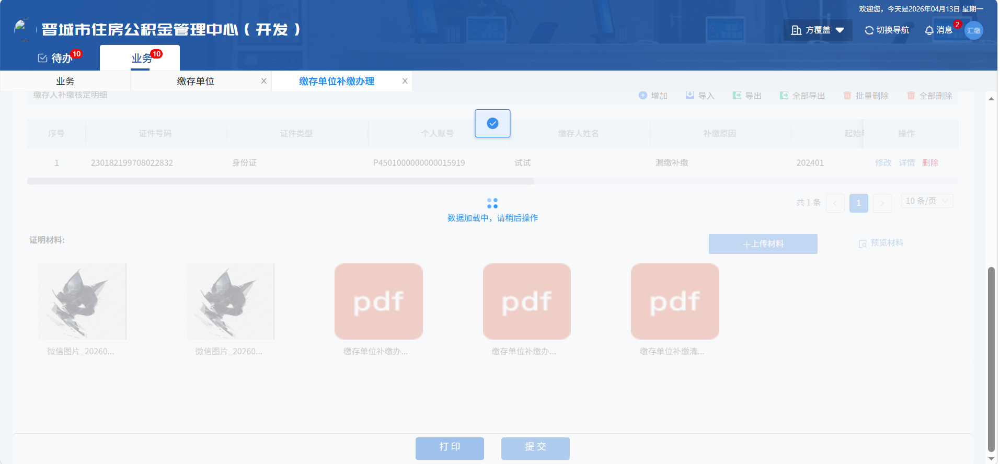 欢迎您，今天是2026年04月13日 星期一
晋城市住房公积金管理中心（开发）
方覆盖
切换导航
消息
2
汇缴
待办
10
业务
10
业务
缴存单位
缴存单位补缴办理
缴存人补缴核定明细
增加
导入
导出
全部导出
批量删除
全部删除
序号 证件号码 证件类型 个人账号 缴存人姓名 补缴原因 起始 操作
1 230182199708022832 身份证 P4501000000000015919 试试 漏缴补缴 202401 修改 详情 删除
共 1 条
1
10 条/页
数据加载中，请稍后操作
证明材料:
上传材料
预览材料
pdf
pdf
pdf
微信图片_20260...
微信图片_20260...
缴存单位补缴办...
缴存单位补缴办...
缴存单位补缴清...
打 印
提 交